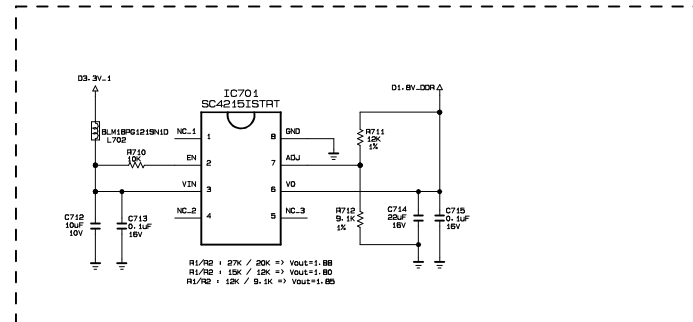 D3.3V_1
D1.8V_DDR
IC701
SC4215ISTRT
BLM18PG121SN1D
L702
R710
10K
NC_1
1
EN
2
VIN
3
NC_2
4
8
GND
7
ADJ
6
VO
5
NC_3
R711
12K
1%
R712
9.1K
1%
C712
10uF
10V
C713
0.1uF
16V
C714
22uF
16V
C715
0.1uF
16V
R1/R2 : 27K / 20K => Vout=1.88
R1/R2 : 15K / 12K => Vout=1.80
R1/R2 : 12K / 9.1K => Vout=1.85